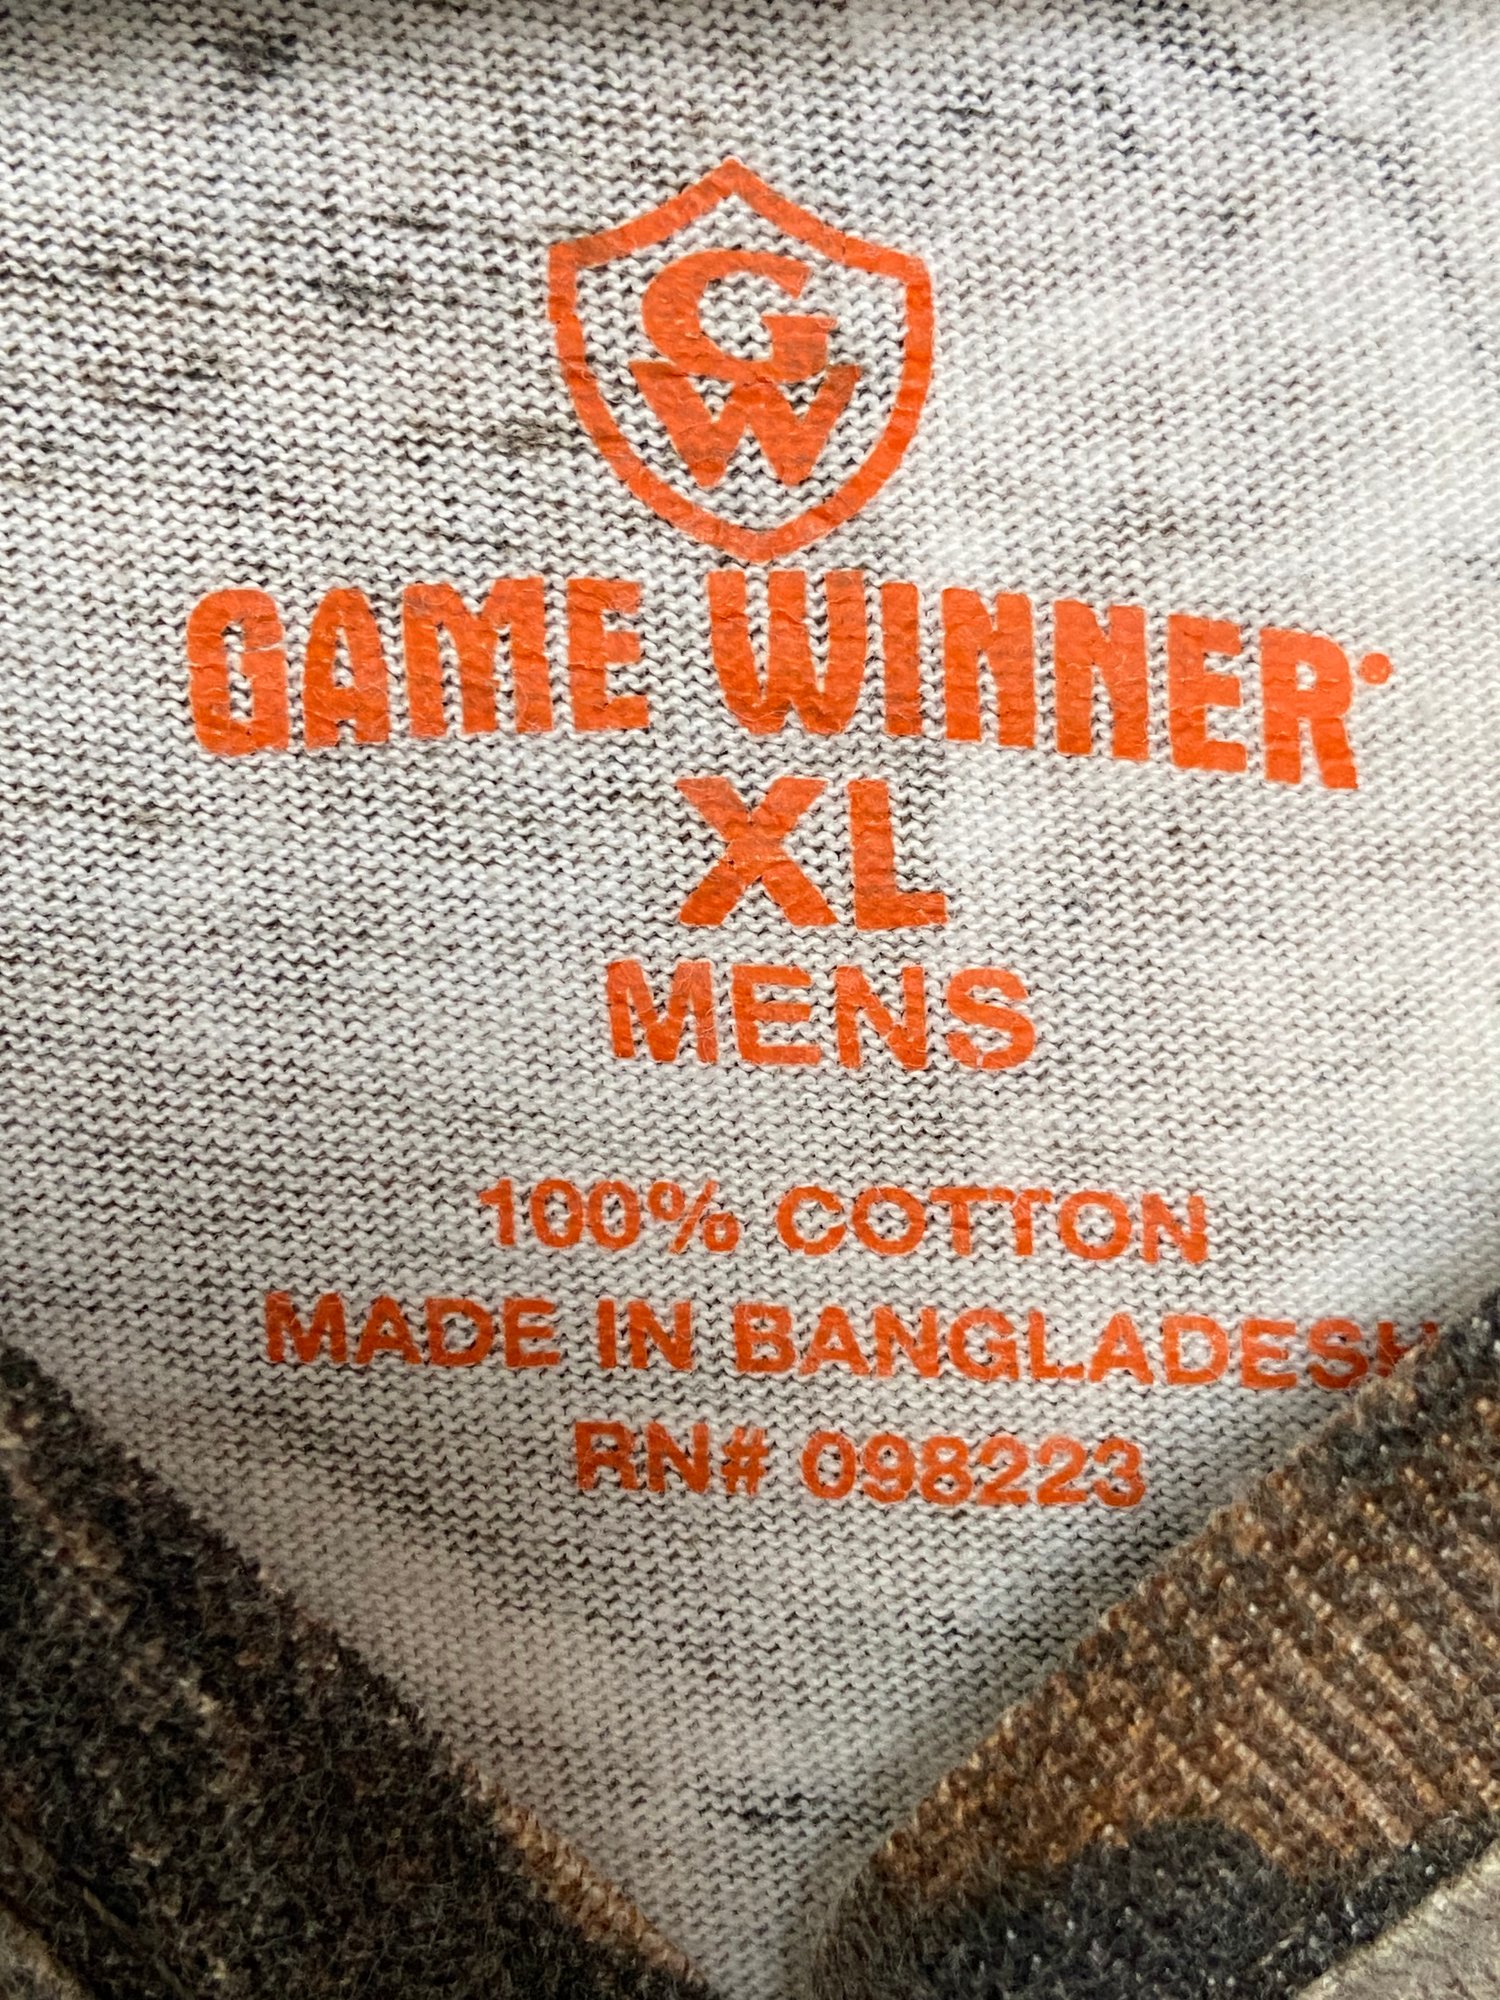 GW
GAME WINNER
XL
MENS
100% COTTON
MADE IN BANGLADESH
RN# 098223